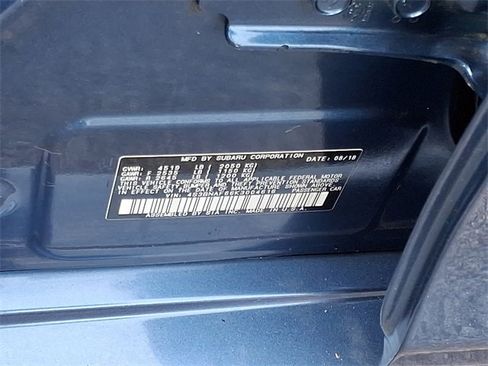 MFD BY SUBARU CORPORATION DATE: 08/18
GVWR: 4519 LB ( 2050 KG)
GAWR: F 2535 LB ( 1150 KG)
GAWR: R 2645 LB ( 1200 KG)
THIS VEHICLE CONFORMS TO ALL APPLICABLE FEDERAL MOTOR
VEHICLE SAFETY, BUMPER AND THEFT PREVENTION STANDARDS
IN EFFECT ON THE DATE OF MANUFACTURE SHOWN ABOVE.
VIN: PASSENGER CAR
ASSEMBLED BY SIA, INC. MADE IN U.S.A.